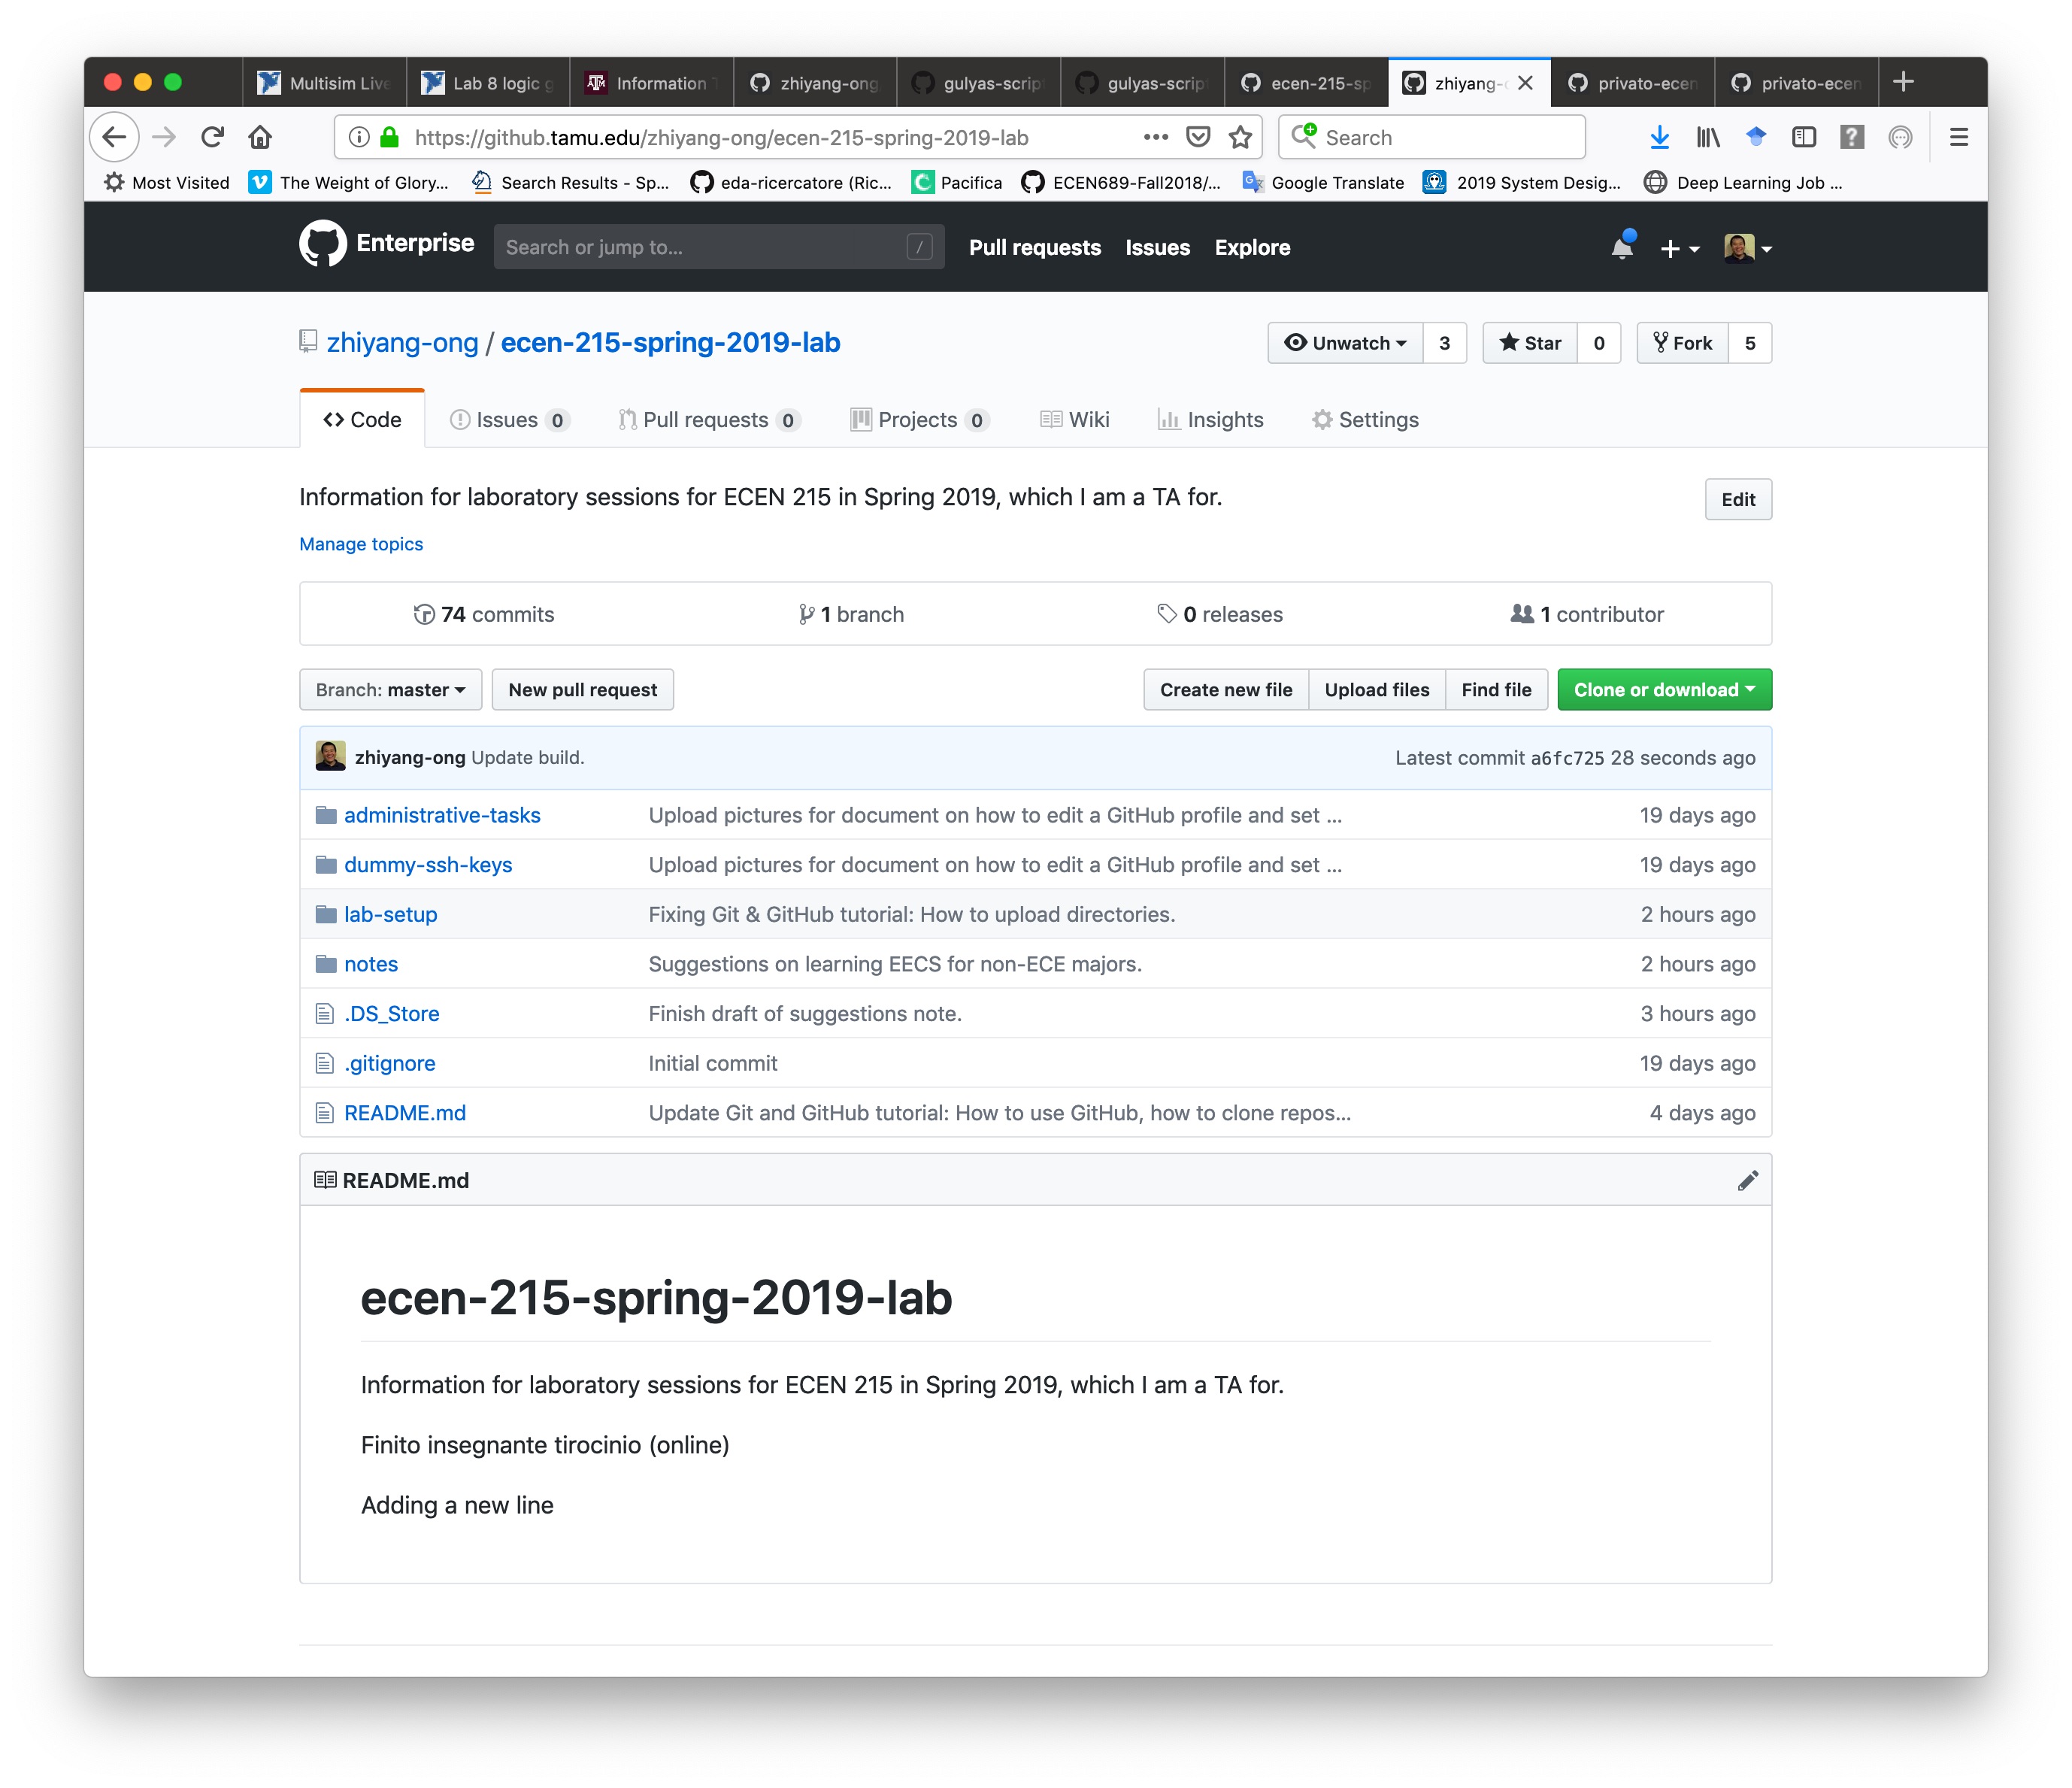 Multisim Live
Lab 8 logic g
Information T
zhiyang-ong
gulyas-scrip
gulyas-scrip
ecen-215-sp
zhiyang-o
privato-ecen
privato-ecen
https://github.tamu.edu/zhiyang-ong/ecen-215-spring-2019-lab
Search
Most Visited
The Weight of Glory...
Search Results - Sp...
eda-ricercatore (Ric...
Pacifica
ECEN689-Fall2018/...
Google Translate
2019 System Desig...
Deep Learning Job ...
Enterprise
Search or jump to...
/
Pull requests
Issues
Explore
zhiyang-ong / ecen-215-spring-2019-lab
Unwatch 3
Star 0
Fork 5
Code
Issues 0
Pull requests 0
Projects 0
Wiki
Insights
Settings
Information for laboratory sessions for ECEN 215 in Spring 2019, which I am a TA for.
Edit
Manage topics
74 commits
1 branch
0 releases
1 contributor
Branch: master
New pull request
Create new file
Upload files
Find file
Clone or download
zhiyang-ong Update build.
Latest commit a6fc725 28 seconds ago
administrative-tasks Upload pictures for document on how to edit a GitHub profile and set ... 19 days ago
dummy-ssh-keys Upload pictures for document on how to edit a GitHub profile and set ... 19 days ago
lab-setup Fixing Git & GitHub tutorial: How to upload directories. 2 hours ago
notes Suggestions on learning EECS for non-ECE majors. 2 hours ago
.DS_Store Finish draft of suggestions note. 3 hours ago
.gitignore Initial commit 19 days ago
README.md Update Git and GitHub tutorial: How to use GitHub, how to clone repos... 4 days ago
README.md
ecen-215-spring-2019-lab
Information for laboratory sessions for ECEN 215 in Spring 2019, which I am a TA for.
Finito insegnante tirocinio (online)
Adding a new line